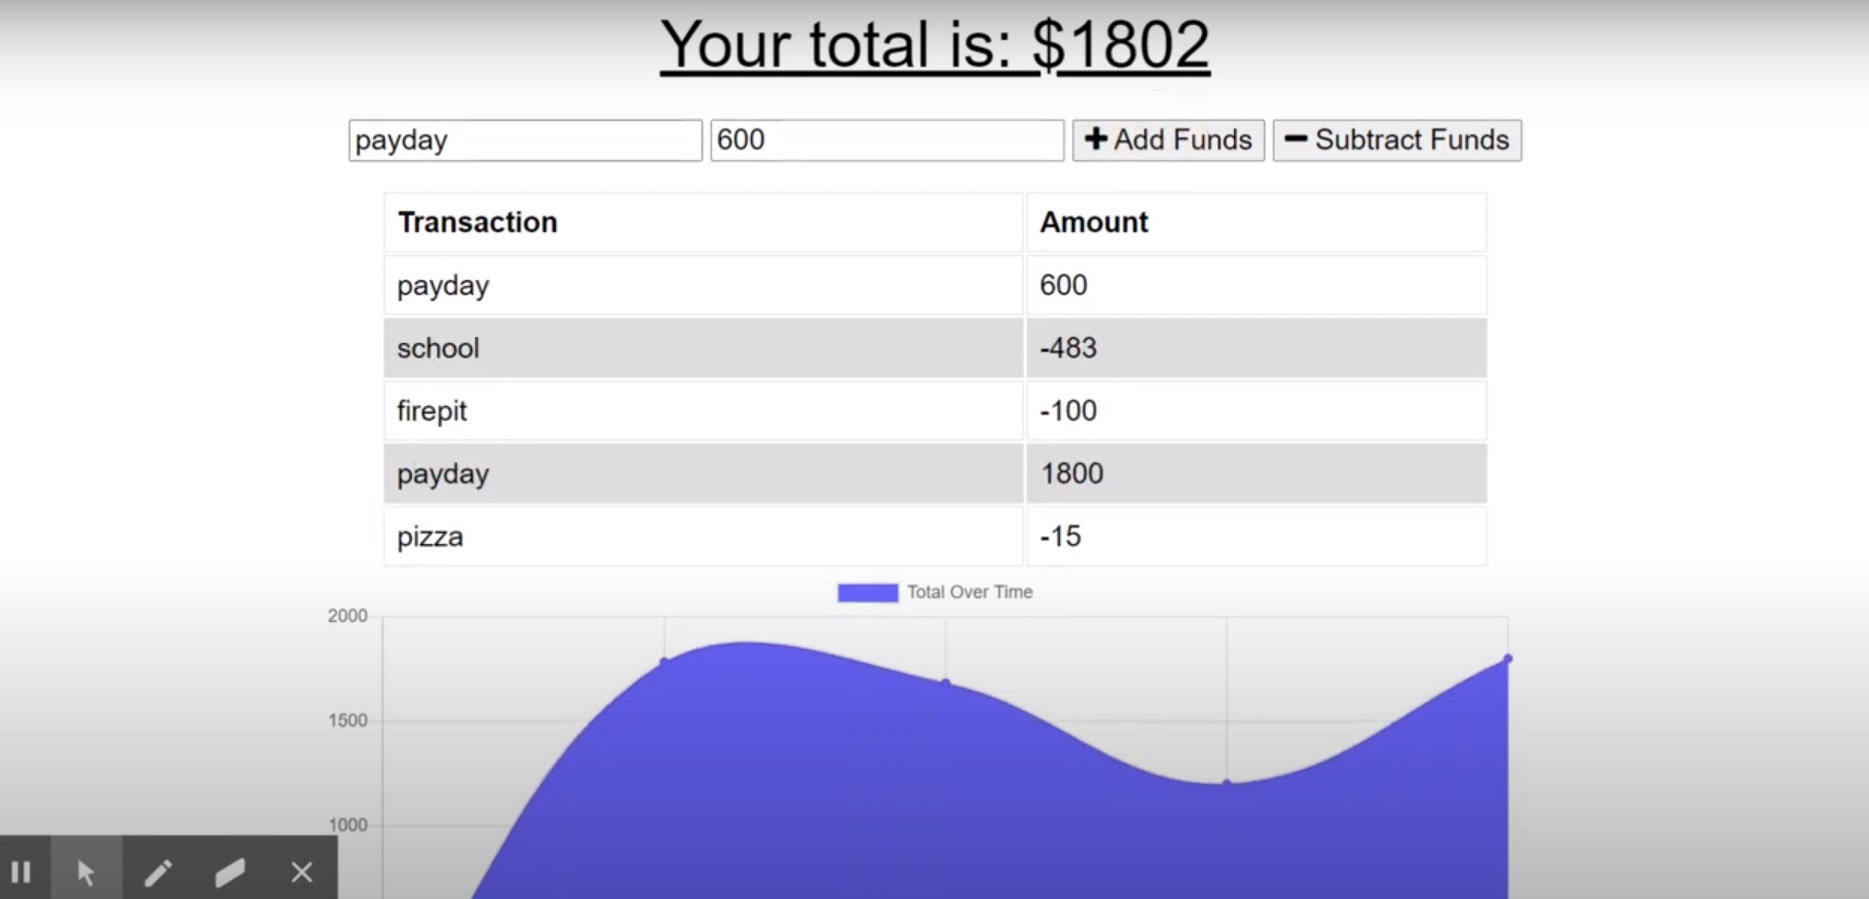 Your total is: $1802
payday 600 Add Funds Subtract Funds
Transaction Amount
payday 600
school -483
firepit -100
payday 1800
pizza -15
Total Over Time
2000
1500
1000